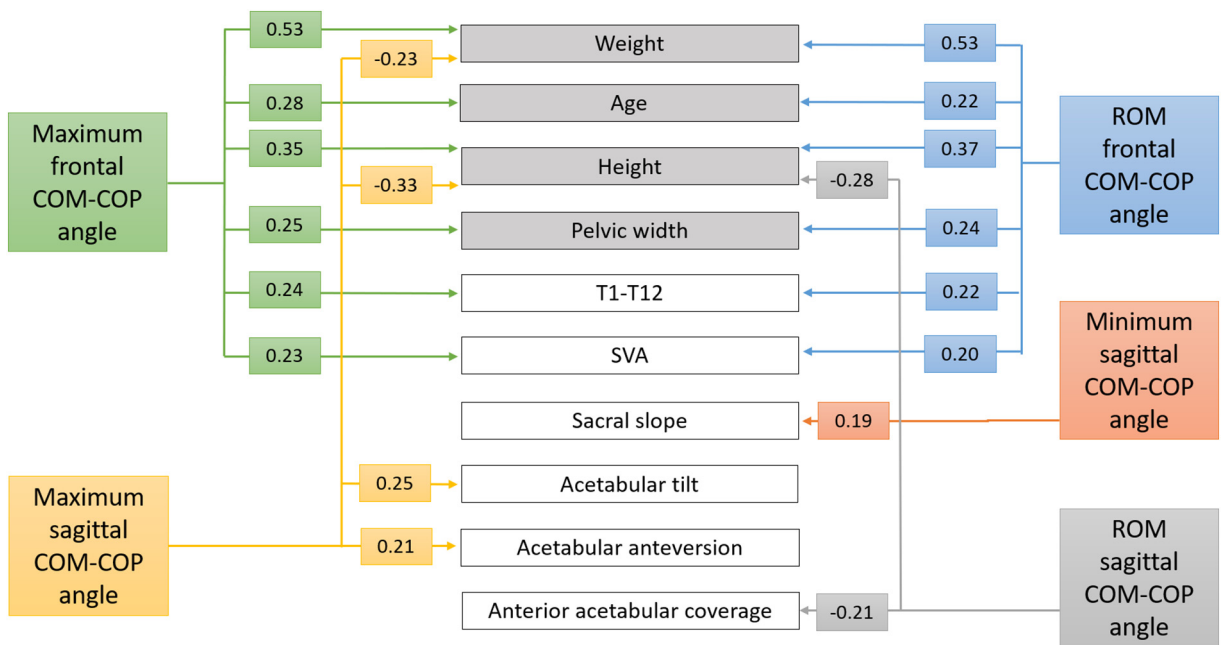 0.53
Weight
0.53
-0.23
0.28
Age
0.22
Maximum
frontal
COM-COP
angle
ROM
frontal
COM-COP
angle
0.35
Height
0.37
-0.33
-0.28
0.25
Pelvic width
0.24
0.24
T1-T12
0.22
0.23
SVA
0.20
Minimum
sagittal
COM-COP
angle
Sacral slope
0.19
0.25
Acetabular tilt
Maximum
sagittal
COM-COP
angle
0.21
Acetabular anteversion
ROM
sagittal
COM-COP
angle
Anterior acetabular coverage
-0.21